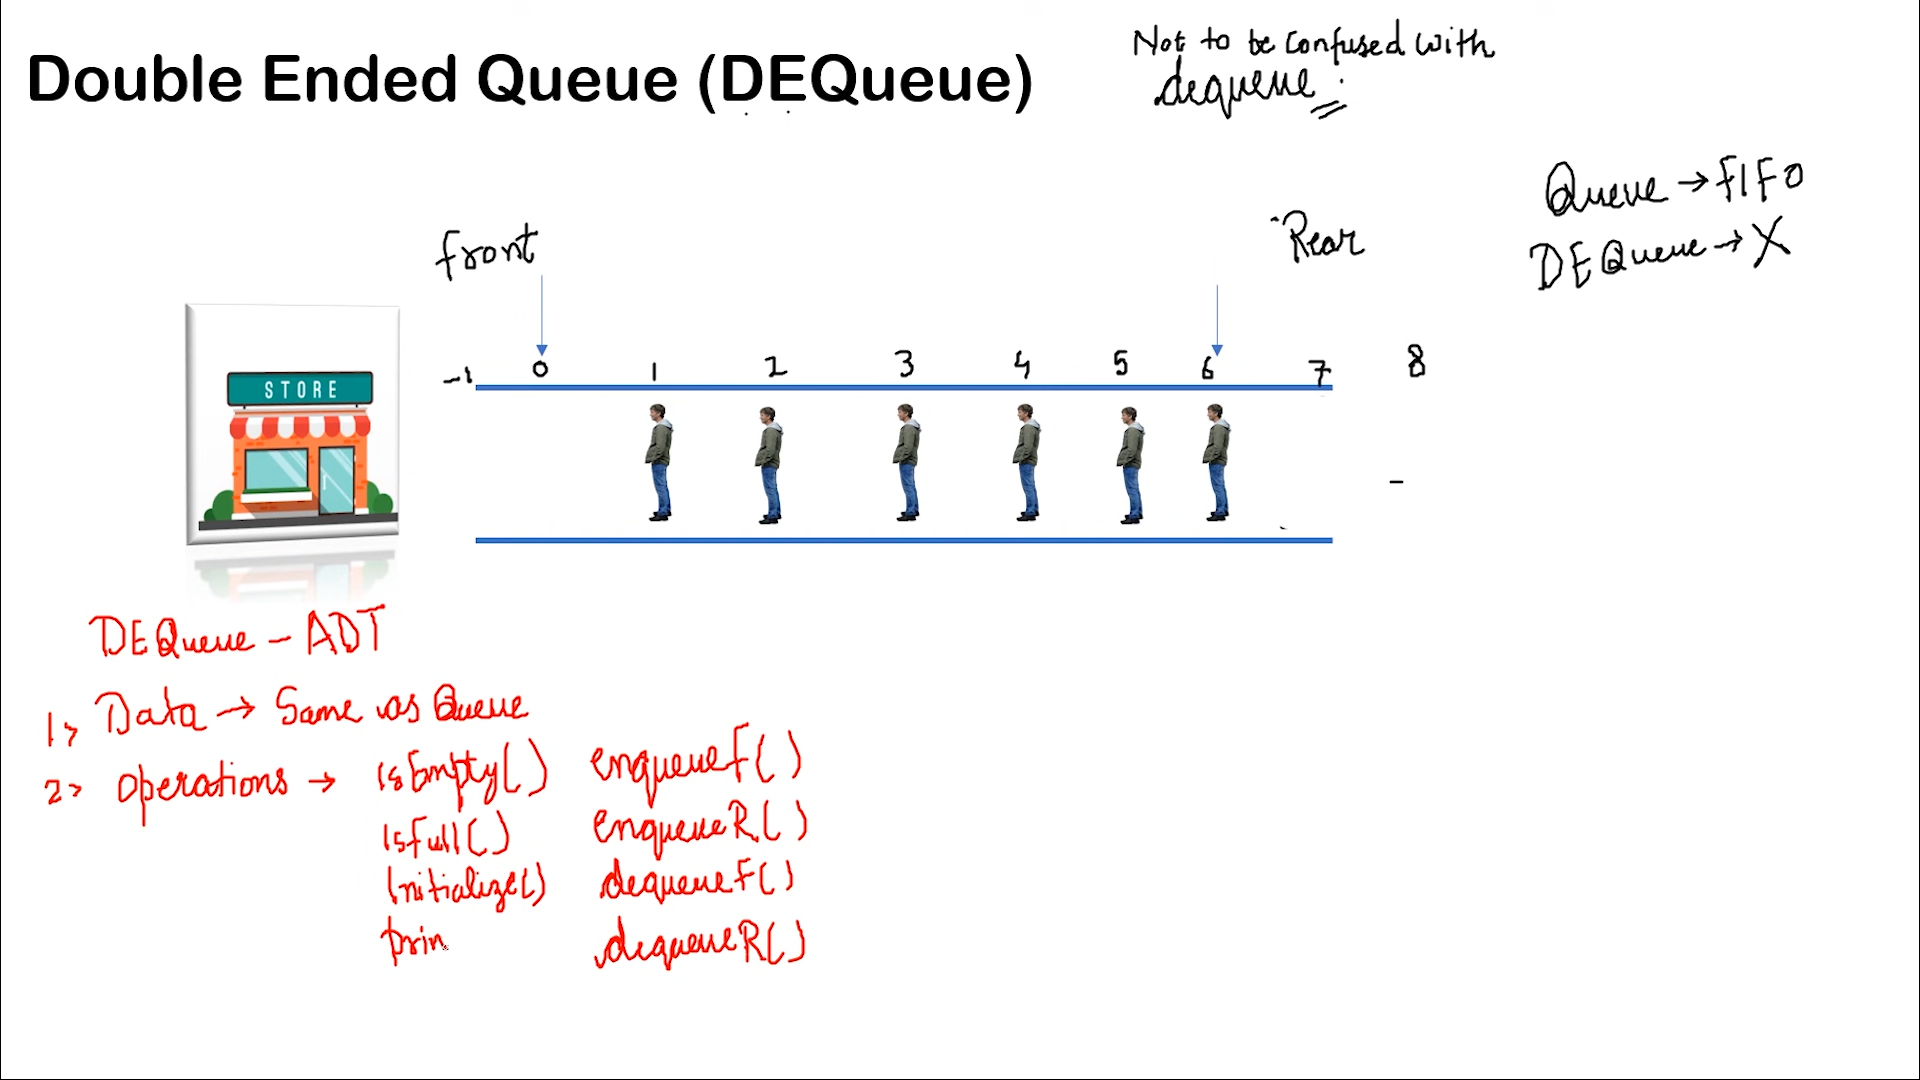 Double Ended Queue (DEQueue)
Not to be confused with
dequeue.
Queue → FIFO
DEQueue → X
front
Rear
-1 0 1 2 3 4 5 6 7 8
STORE
DEQueue - ADT
1> Data → Same as Queue
2> operations → isEmpty() enqueueF()
isfull() enqueueR()
initialize() dequeueF()
prin dequeueR()